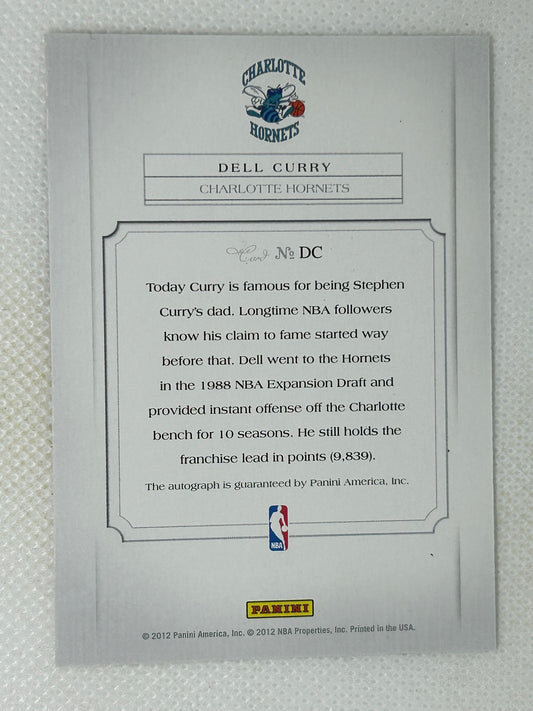 CHARLOTTE
HORNETS
DELL CURRY
CHARLOTTE HORNETS
Card № DC
Today Curry is famous for being Stephen
Curry's dad. Longtime NBA followers
know his claim to fame started way
before that. Dell went to the Hornets
in the 1988 NBA Expansion Draft and
provided instant offense off the Charlotte
bench for 10 seasons. He still holds the
franchise lead in points (9,839).
The autograph is guaranteed by Panini America, Inc.
NBA
PANINI
© 2012 Panini America, Inc. © 2012 NBA Properties, Inc. Printed in the USA.